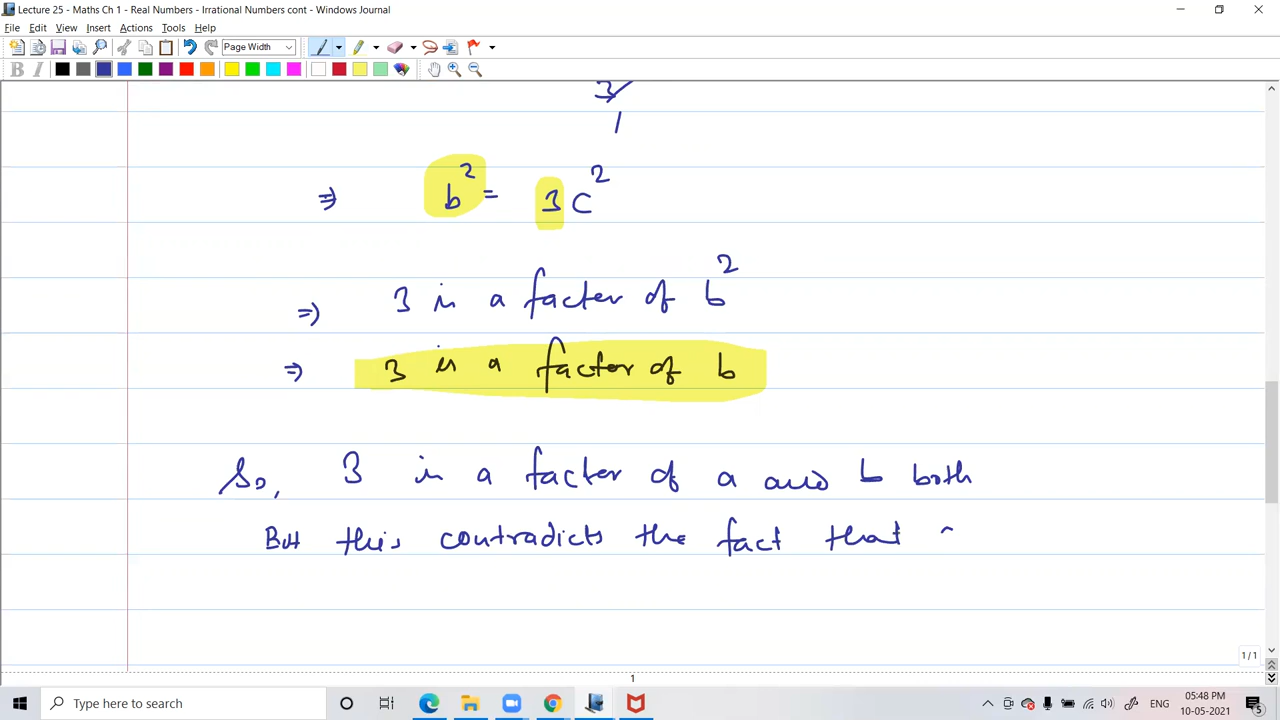 Lecture 25 - Maths Ch 1 - Real Numbers - Irrational Numbers cont - Windows Journal
File Edit View Insert Actions Tools Help
Page Width
B I
3
1
⇒ b² = 3c²
⇒ 3 is a factor of b²
⇒ 3 is a factor of b
So, 3 is a factor of a and b both
But this contradicts the fact that
1/1
1
Type here to search
ENG
05:48 PM
10-05-2021
5